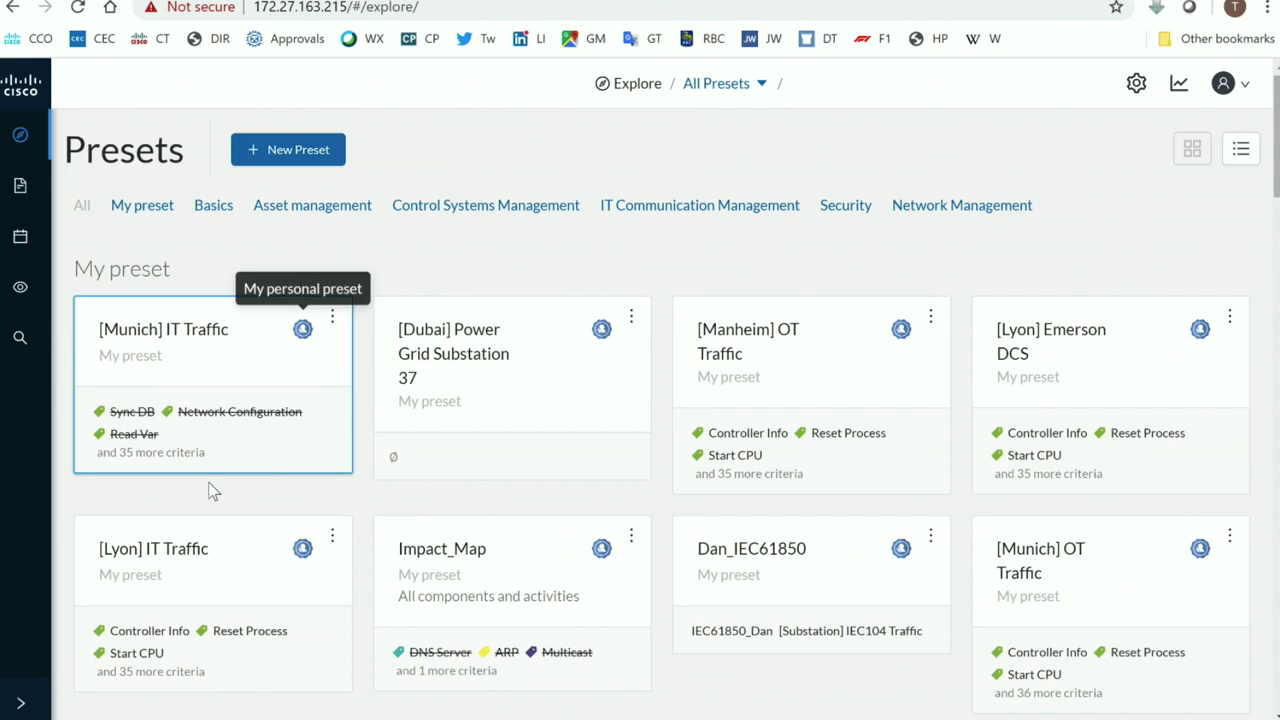 Not secure 172.27.163.215/#/explore/
T
CCO CEC CEC CT DIR Approvals WX CP CP Tw LI GM GT RBC JW JW DT F1 HP W Other bookmarks
cisco
Explore / All Presets /
Presets
+ New Preset
All My preset Basics Asset management Control Systems Management IT Communication Management Security Network Management
My preset
My personal preset
[Munich] IT Traffic
My preset
Sync DB Network Configuration
Read Var
and 35 more criteria
[Dubai] Power
Grid Substation
37
My preset
Ø
[Manheim] OT
Traffic
My preset
Controller Info Reset Process
Start CPU
and 35 more criteria
[Lyon] Emerson
DCS
My preset
Controller Info Reset Process
Start CPU
and 35 more criteria
[Lyon] IT Traffic
My preset
Controller Info Reset Process
Start CPU
and 35 more criteria
Impact_Map
My preset
All components and activities
DNS Server ARP Multicast
and 1 more criteria
Dan_IEC61850
My preset
IEC61850_Dan [Substation] IEC104 Traffic
[Munich] OT
Traffic
My preset
Controller Info Reset Process
Start CPU
and 36 more criteria